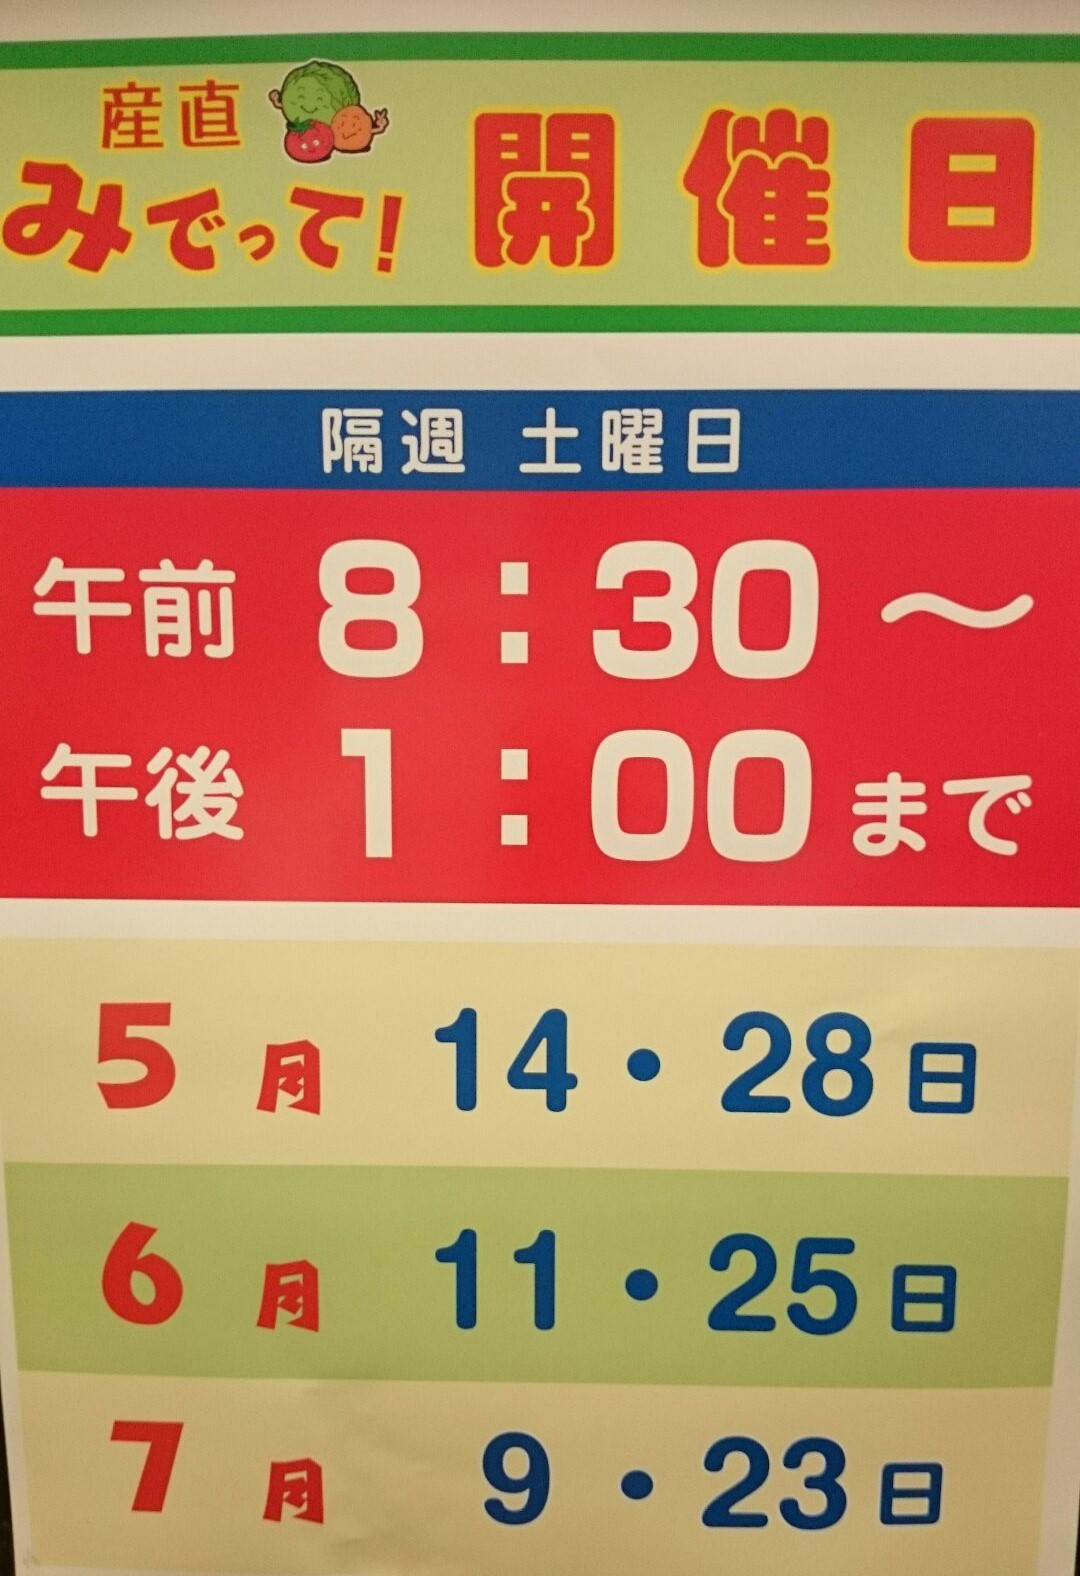 産直
みでって! 開催日
隔週 土曜日
午前 8:30〜
午後 1:00まで
5月 14・28日
6月 11・25日
7月 9・23日